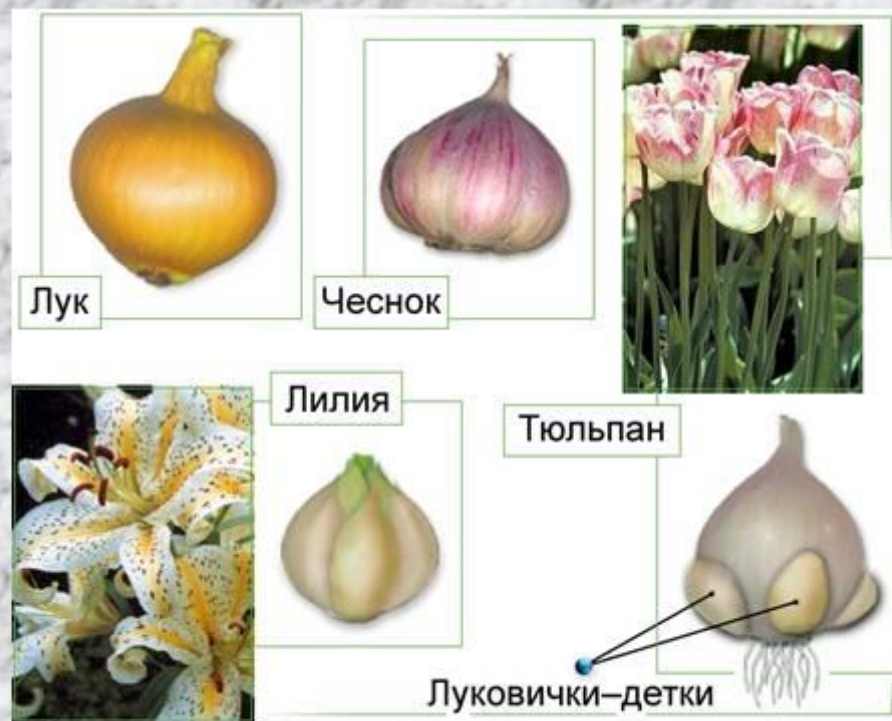 Лук
Чеснок
Лилия
Тюльпан
Луковички–детки